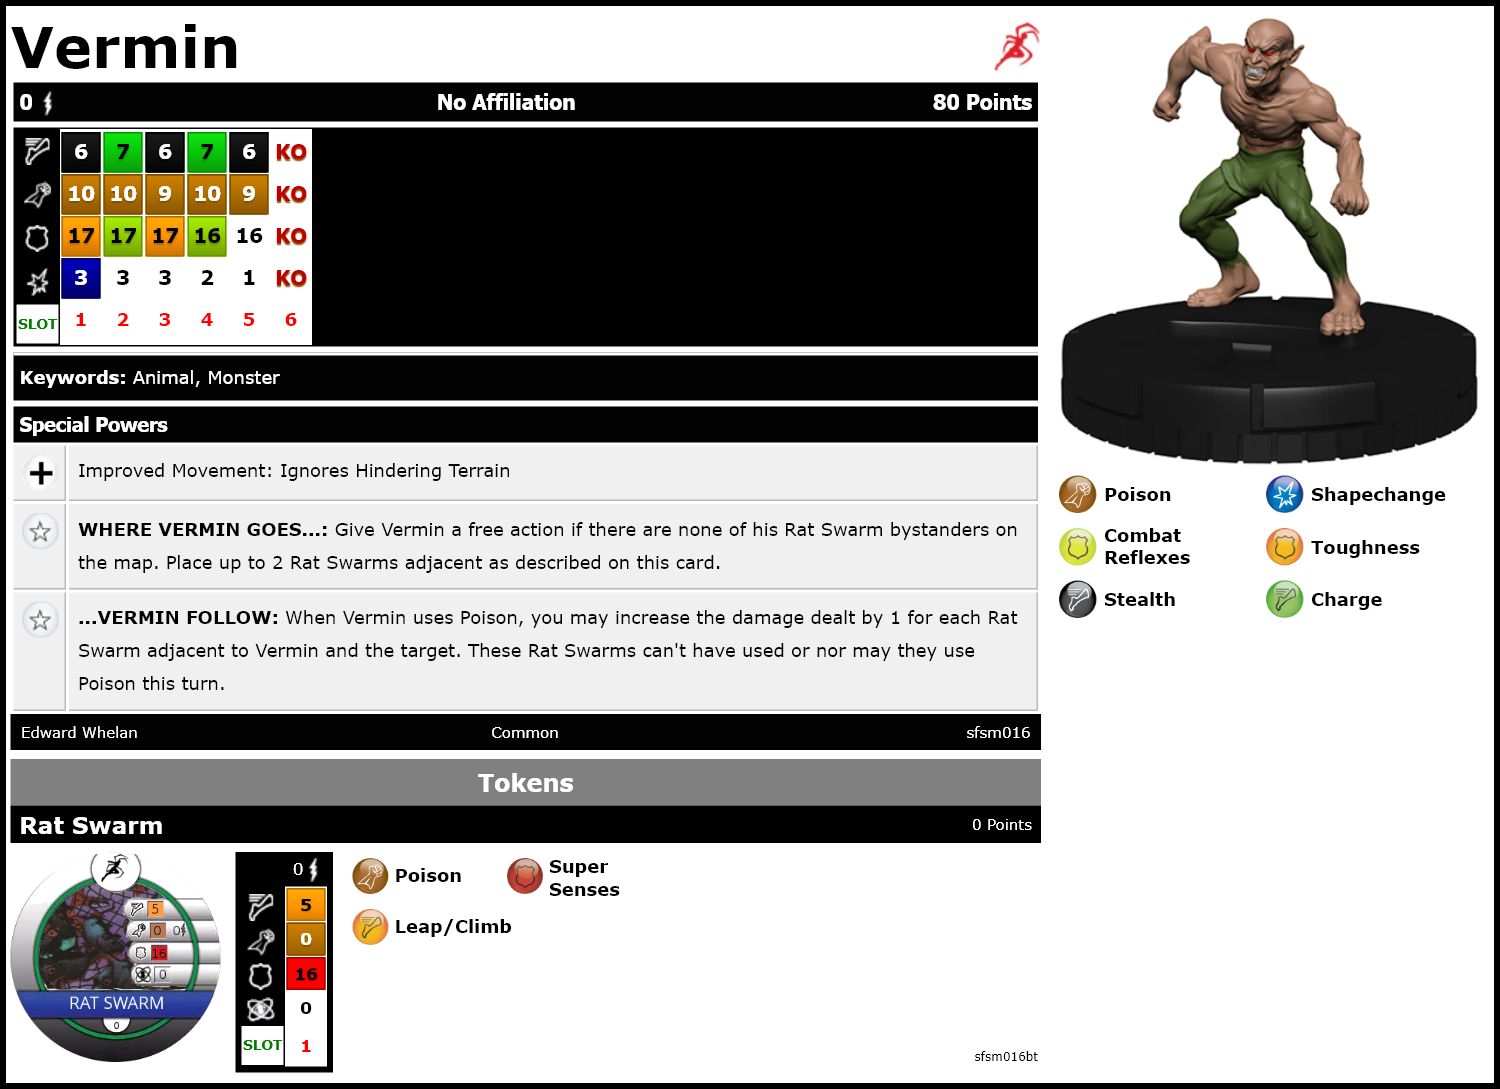 Vermin
0 No Affiliation 80 Points
6 7 6 7 6 KO
10 10 9 10 9 KO
17 17 17 16 16 KO
3 3 3 2 1 KO
SLOT 1 2 3 4 5 6
Keywords: Animal, Monster
Special Powers
Improved Movement: Ignores Hindering Terrain
WHERE VERMIN GOES...: Give Vermin a free action if there are none of his Rat Swarm bystanders on
the map. Place up to 2 Rat Swarms adjacent as described on this card.
...VERMIN FOLLOW: When Vermin uses Poison, you may increase the damage dealt by 1 for each Rat
Swarm adjacent to Vermin and the target. These Rat Swarms can't have used or nor may they use
Poison this turn.
Edward Whelan Common sfsm016
Poison Shapechange
Combat
Reflexes
Toughness
Stealth Charge
Tokens
Rat Swarm 0 Points
5
0 0
16
0
RAT SWARM
0
0
5
0
16
0
SLOT 1
Poison
Super
Senses
Leap/Climb
sfsm016bt